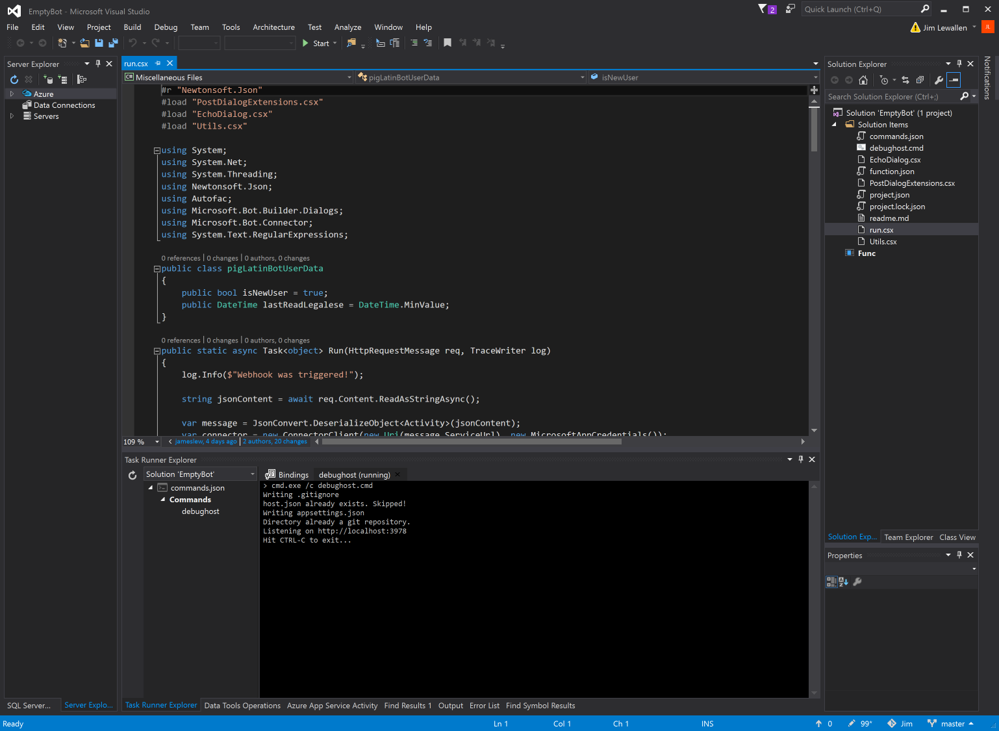 EmptyBot - Microsoft Visual Studio
2
Quick Launch (Ctrl+Q)
File Edit View Project Build Debug Team Tools Architecture Test Analyze Window Help
Jim Lewallen
JL
Start
Server Explorer
Azure
Data Connections
Servers
run.csx
C# Miscellaneous Files
pigLatinBotUserData
isNewUser
#r "Newtonsoft.Json"
#load "PostDialogExtensions.csx"
#load "EchoDialog.csx"
#load "Utils.csx"
using System;
using System.Net;
using System.Threading;
using Newtonsoft.Json;
using Autofac;
using Microsoft.Bot.Builder.Dialogs;
using Microsoft.Bot.Connector;
using System.Text.RegularExpressions;
0 references | 0 changes | 0 authors, 0 changes
public class pigLatinBotUserData
{
public bool isNewUser = true;
public DateTime lastReadLegalese = DateTime.MinValue;
}
0 references | 0 changes | 0 authors, 0 changes
public static async Task<object> Run(HttpRequestMessage req, TraceWriter log)
{
log.Info($"Webhook was triggered!");
string jsonContent = await req.Content.ReadAsStringAsync();
var message = JsonConvert.DeserializeObject<Activity>(jsonContent);
var connector = new ConnectorClient(new Uri(message.ServiceUrl), new MicrosoftAppCredentials());
109 %
jameslew, 4 days ago | 2 authors, 20 changes
Task Runner Explorer
Solution 'EmptyBot'
commands.json
Commands
debughost
Bindings
debughost (running)
> cmd.exe /c debughost.cmd
Writing .gitignore
host.json already exists. Skipped!
Writing appsettings.json
Directory already a git repository.
Listening on http://localhost:3978
Hit CTRL-C to exit...
Solution Explorer
Search Solution Explorer (Ctrl+;)
Solution 'EmptyBot' (1 project)
Solution Items
commands.json
debughost.cmd
EchoDialog.csx
function.json
PostDialogExtensions.csx
project.json
project.lock.json
readme.md
run.csx
Utils.csx
Func
Solution Exp... Team Explorer Class View
Properties
Notifications
SQL Server... Server Explo...
Task Runner Explorer Data Tools Operations Azure App Service Activity Find Results 1 Output Error List Find Symbol Results
Ready
Ln 1
Col 1
Ch 1
INS
0
99*
Jim
master